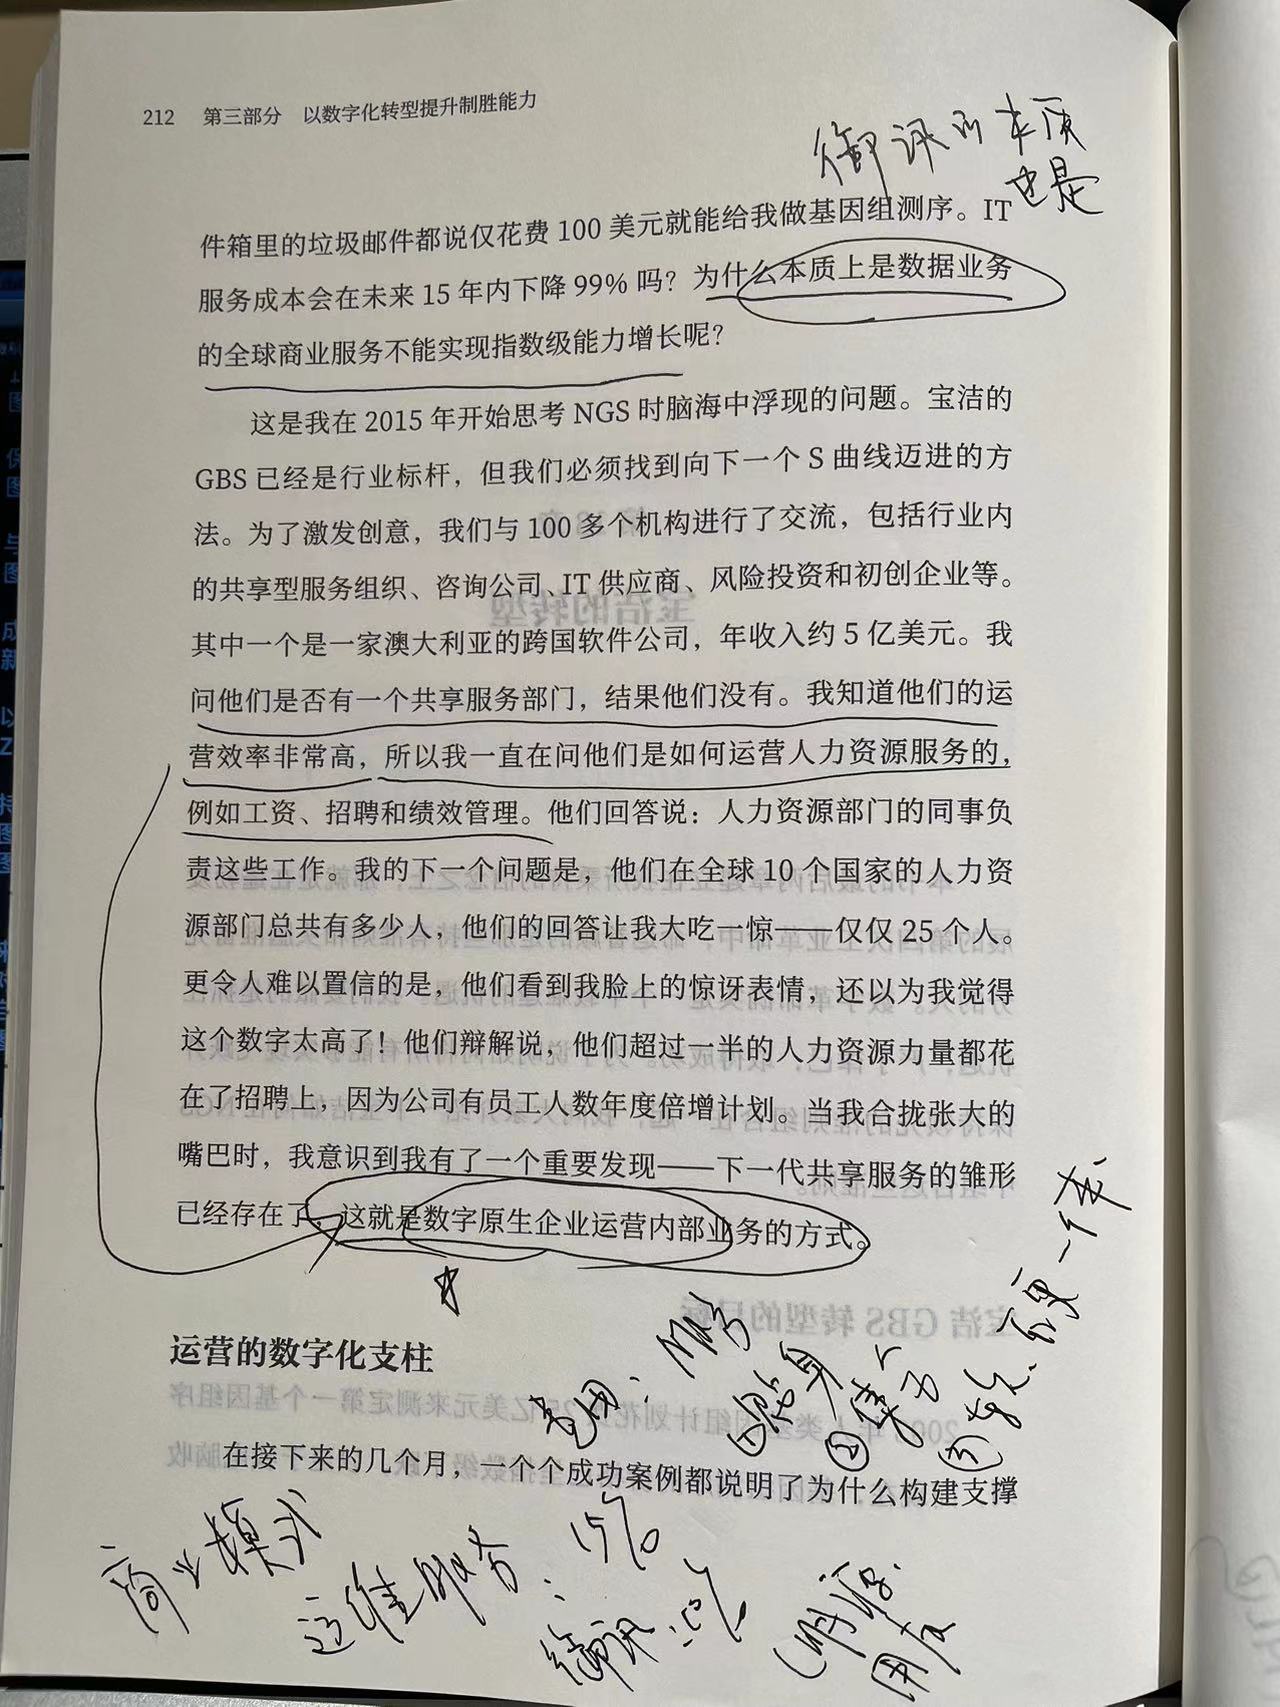 212 第三部分 以数字化转型提升制胜能力
御讯的本质
也是
件箱里的垃圾邮件都说仅花费 100 美元就能给我做基因组测序。IT
服务成本会在未来 15 年内下降 99% 吗？为什么本质上是数据业务
的全球商业服务不能实现指数级能力增长呢？
这是我在 2015 年开始思考 NGS 时脑海中浮现的问题。宝洁的
GBS 已经是行业标杆，但我们必须找到向下一个 S 曲线迈进的方
法。为了激发创意，我们与 100 多个机构进行了交流，包括行业内
的共享型服务组织、咨询公司、IT 供应商、风险投资和初创企业等。
其中一个是一家澳大利亚的跨国软件公司，年收入约 5 亿美元。我
问他们是否有一个共享服务部门，结果他们没有。我知道他们的运
营效率非常高，所以我一直在问他们是如何运营人力资源服务的，
例如工资、招聘和绩效管理。他们回答说：人力资源部门的同事负
责这些工作。我的下一个问题是，他们在全球 10 个国家的人力资
源部门总共有多少人，他们的回答让我大吃一惊——仅仅 25 个人。
更令人难以置信的是，他们看到我脸上的惊讶表情，还以为我觉得
这个数字太高了！他们辩解说，他们超过一半的人力资源力量都花
在了招聘上，因为公司有员工人数年度倍增计划。当我合拢张大的
嘴巴时，我意识到我有了一个重要发现——下一代共享服务的雏形
已经存在了，这就是数字原生企业运营内部业务的方式。
运营的数字化支柱
在接下来的几个月，一个个成功案例都说明了为什么构建支撑
商业模式
运维服务：15%
御讯：10%
费用：服务
① 贴身